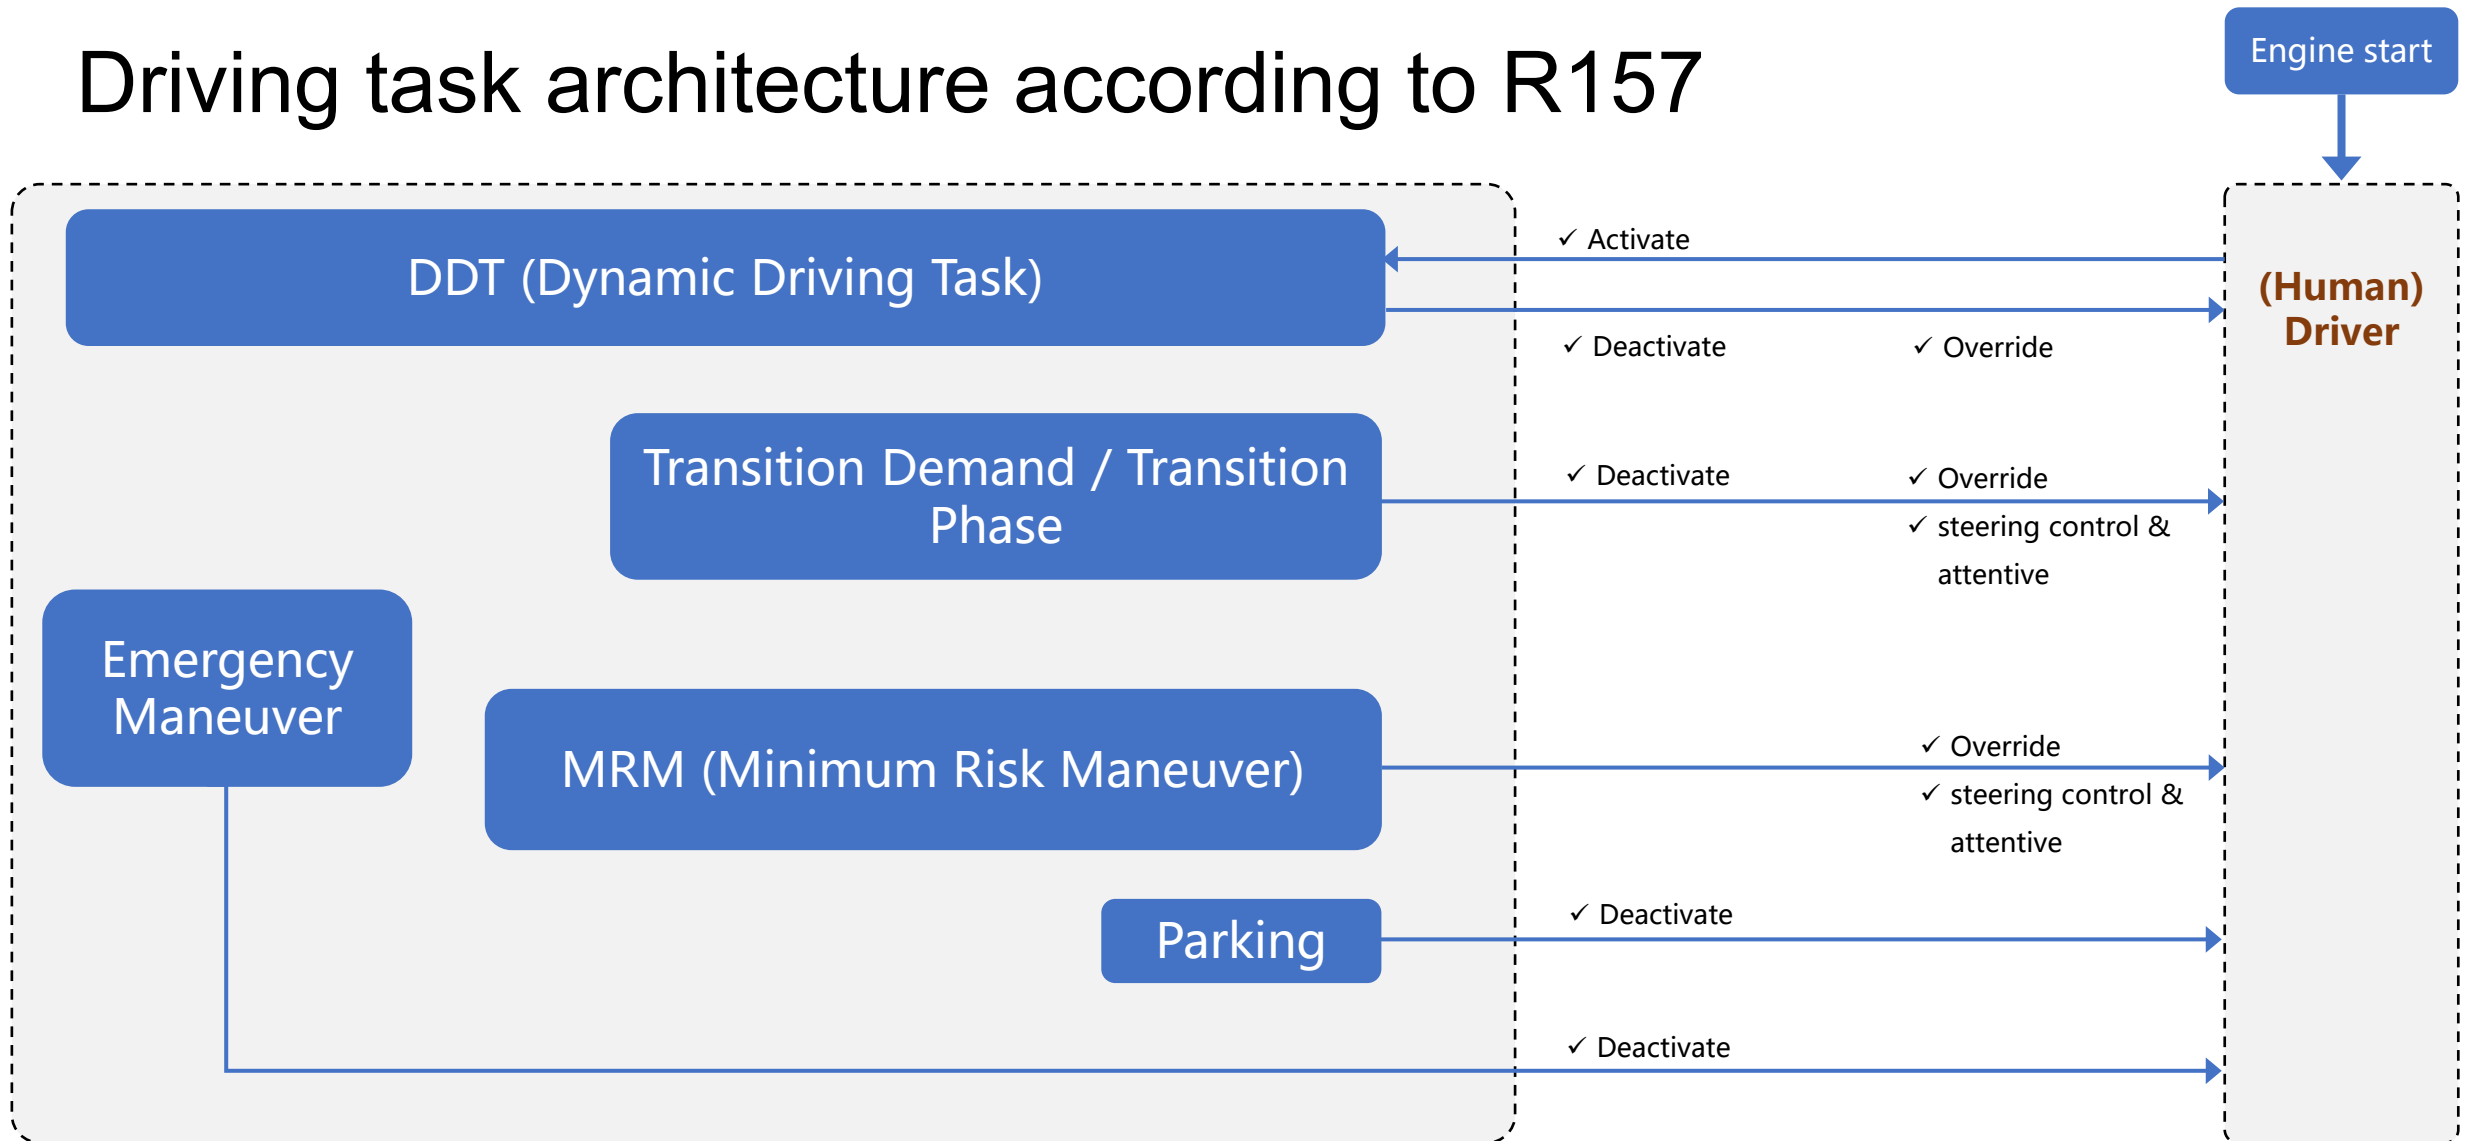 Driving task architecture according to R157
Engine start
DDT (Dynamic Driving Task)
✓ Activate
(Human)
Driver
✓ Deactivate
✓ Override
Transition Demand / Transition
Phase
✓ Deactivate
✓ Override
✓ steering control &
attentive
Emergency
Maneuver
MRM (Minimum Risk Maneuver)
✓ Override
✓ steering control &
attentive
Parking
✓ Deactivate
✓ Deactivate